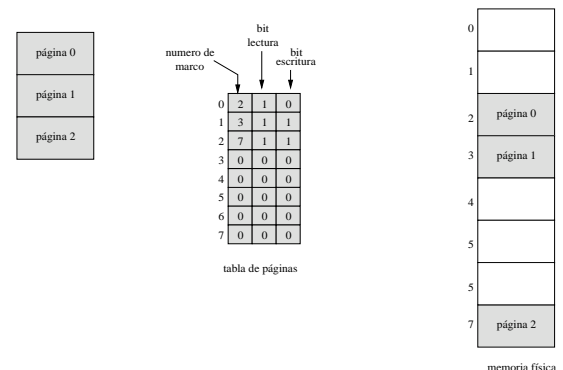 página 0
página 1
página 2
numero de
marco
bit
lectura
bit
escritura
0 2 1 0
1 3 1 1
2 7 1 1
3 0 0 0
4 0 0 0
5 0 0 0
6 0 0 0
7 0 0 0
tabla de páginas
0
1
2 página 0
3 página 1
4
5
5
7 página 2
memoria física